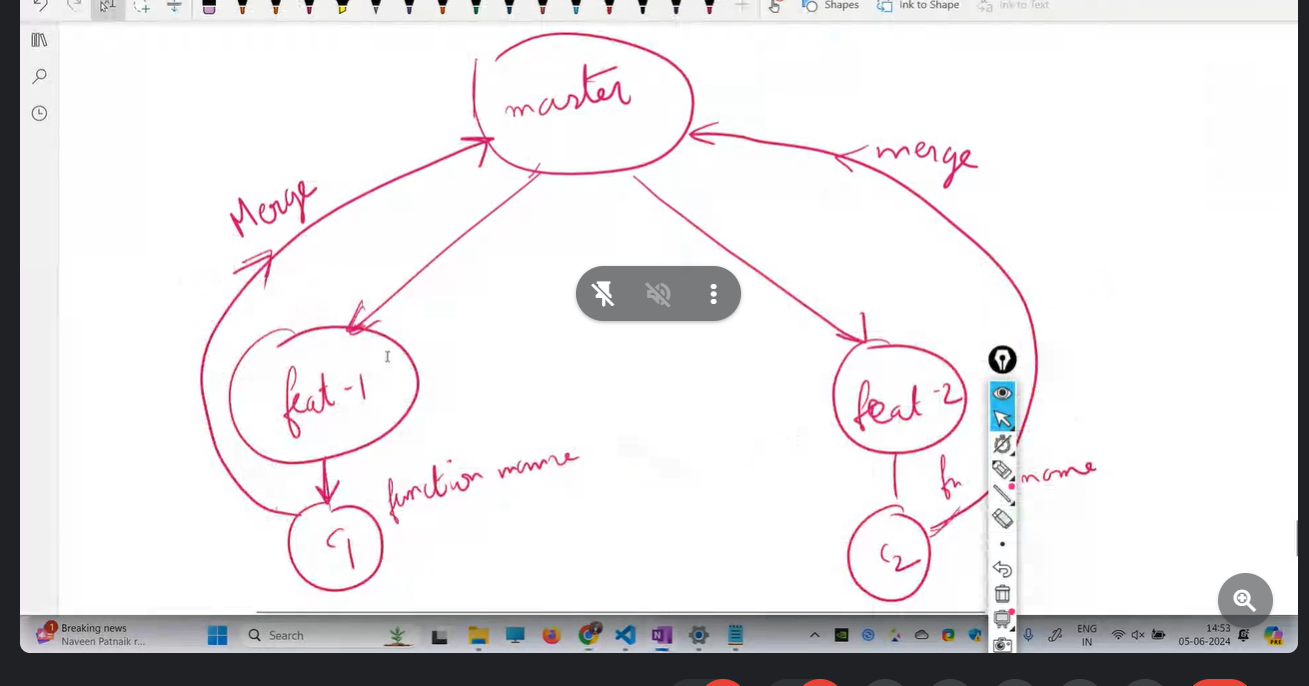 Shapes Ink to Shape Ink to Text
master
merge
Merge
feat-1
feat-2
function name
fn name
C1
C2
1
Breaking news
Naveen Patnaik r...
Search
PRE
ENG
IN
14:53
05-06-2024